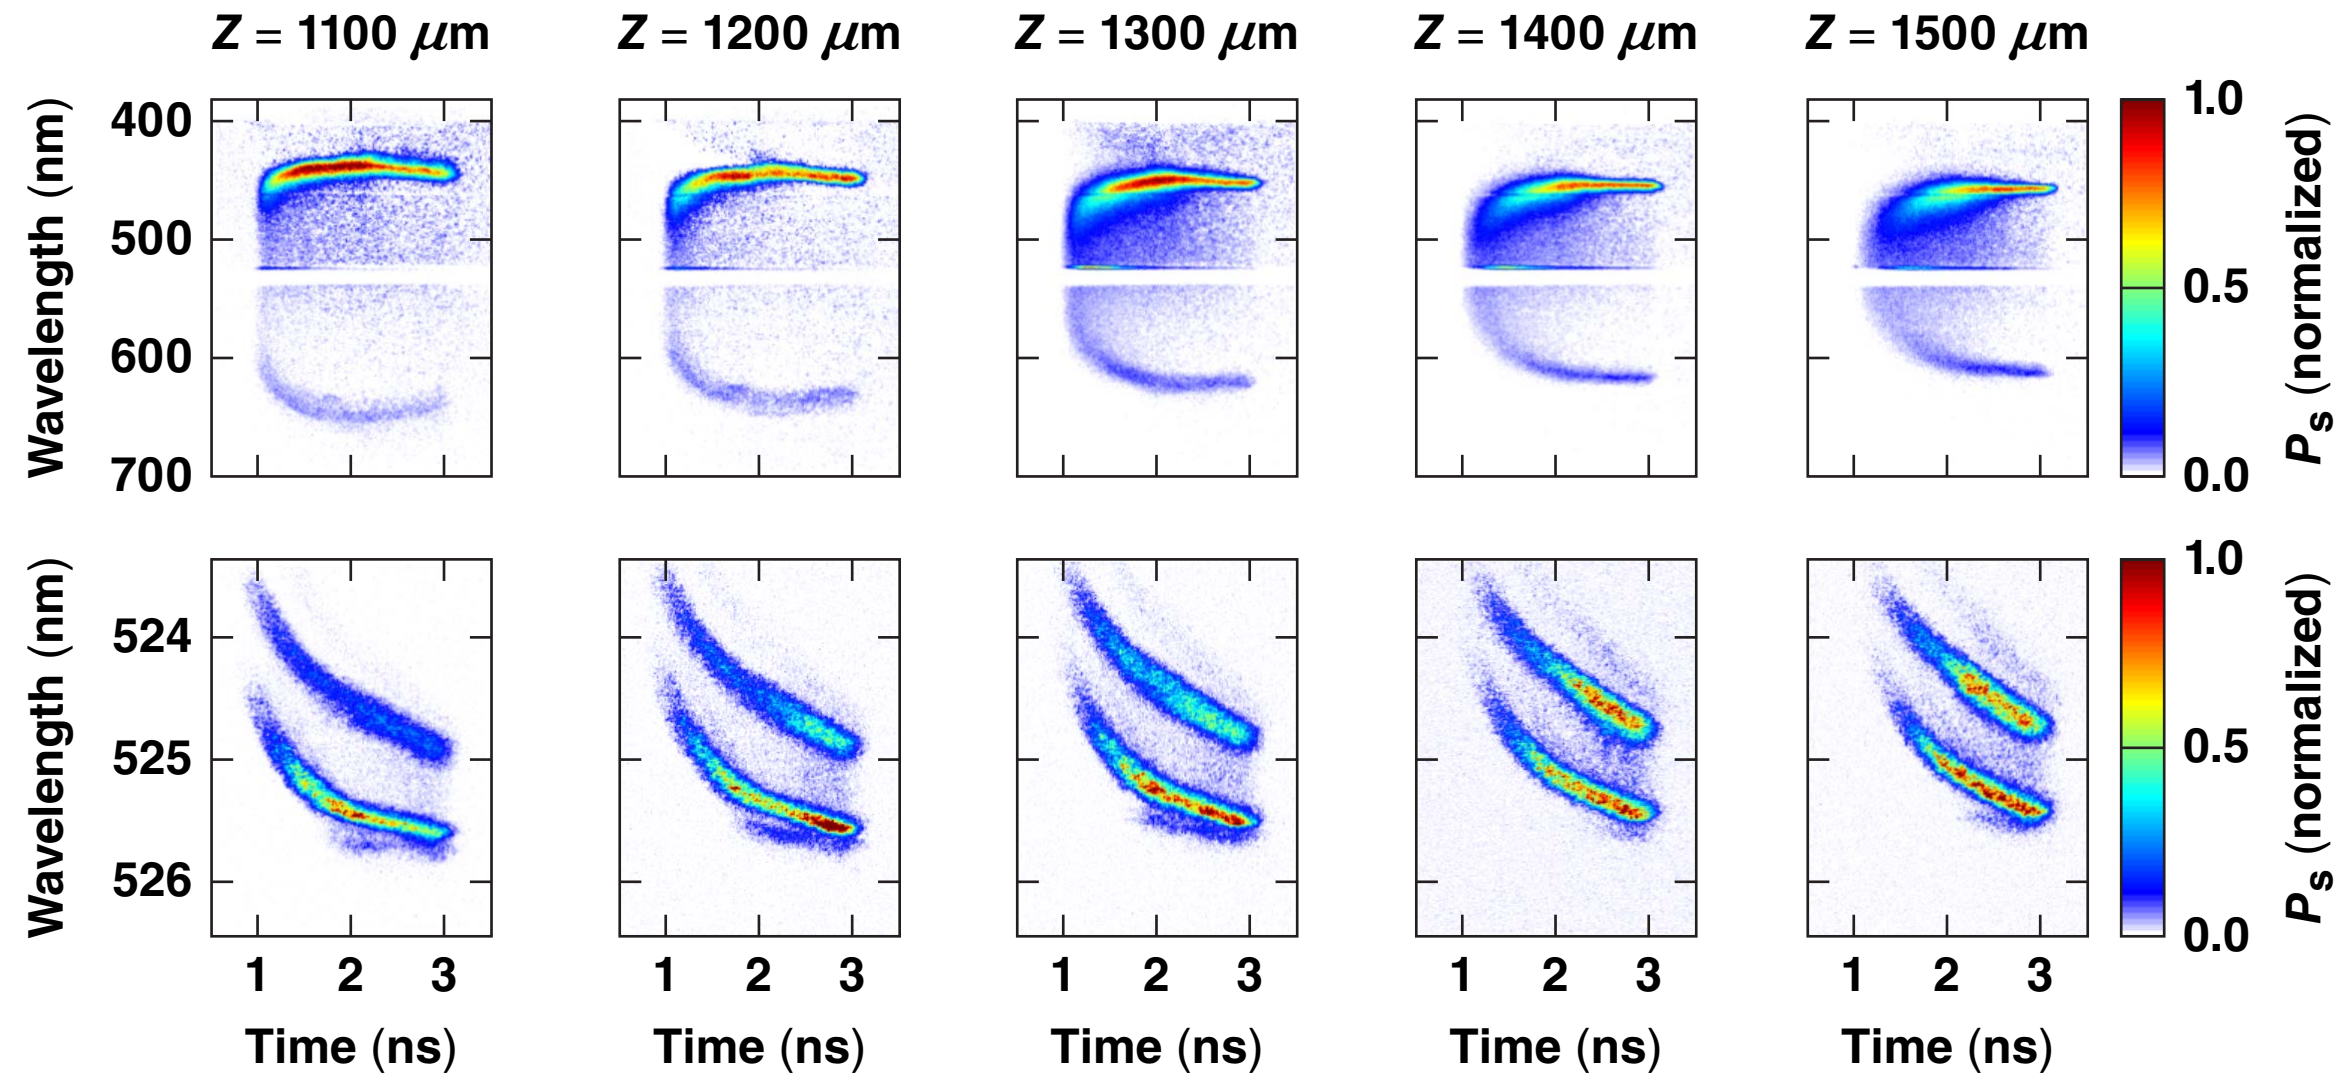 Z = 1100 μm
Z = 1200 μm
Z = 1300 μm
Z = 1400 μm
Z = 1500 μm
Wavelength (nm)
400
500
600
700
1.0
0.5
0.0
Ps (normalized)
Wavelength (nm)
524
525
526
1.0
0.5
0.0
Ps (normalized)
1 2 3
1 2 3
1 2 3
1 2 3
1 2 3
Time (ns)
Time (ns)
Time (ns)
Time (ns)
Time (ns)